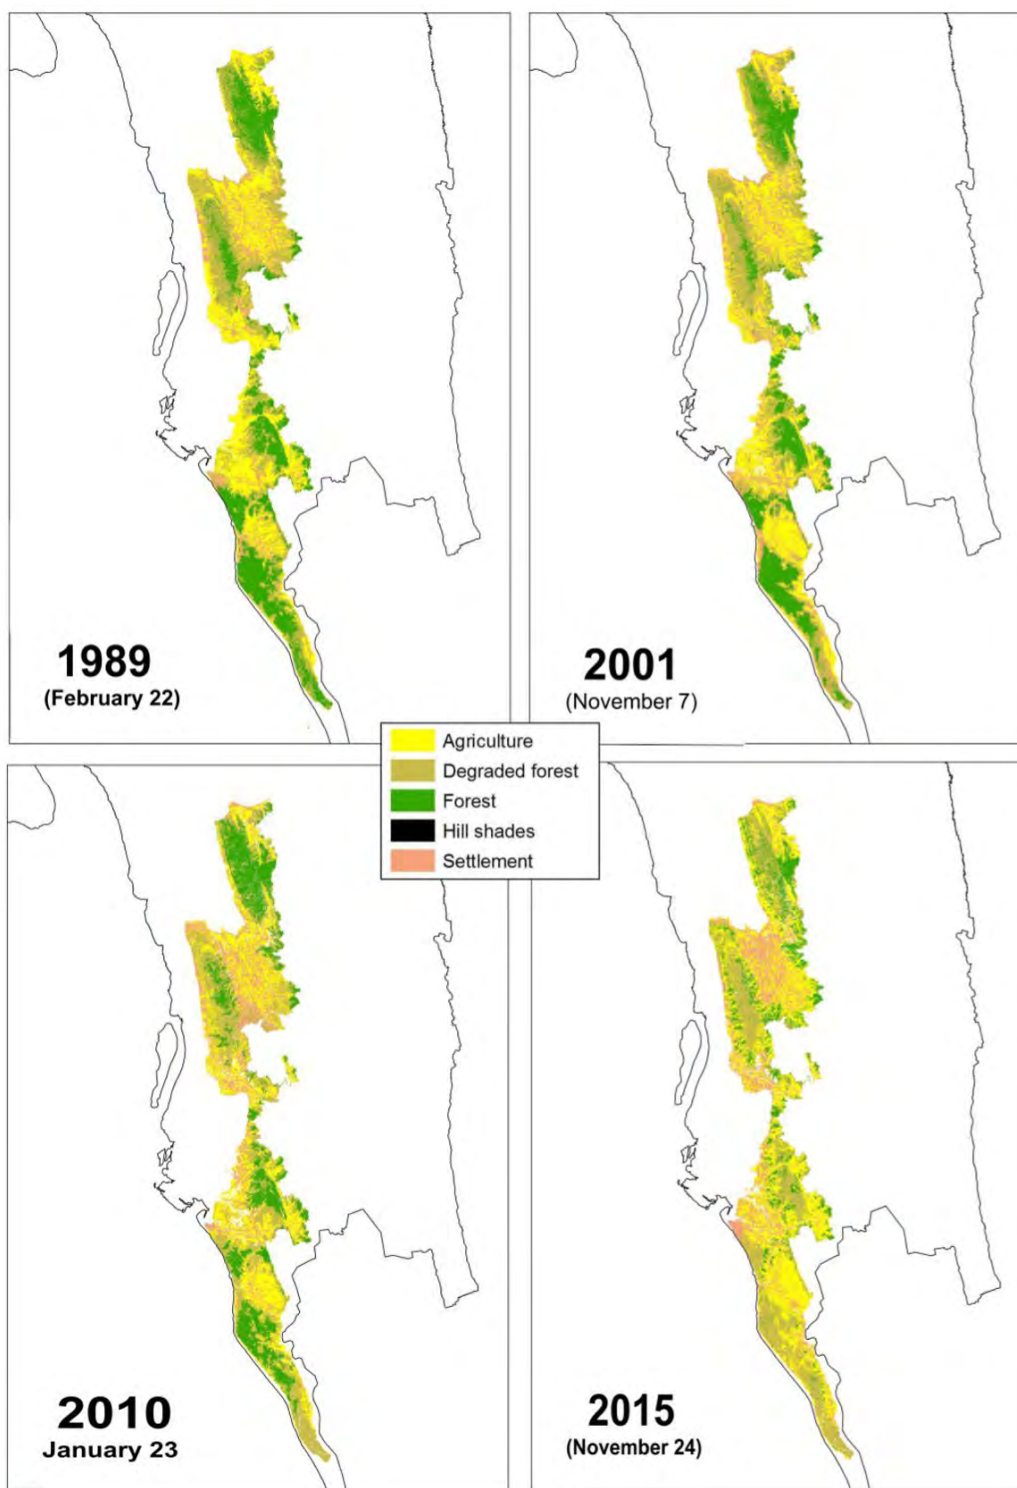 1989
(February 22)
2001
(November 7)
Agriculture
Degraded forest
Forest
Hill shades
Settlement
2010
January 23
2015
(November 24)